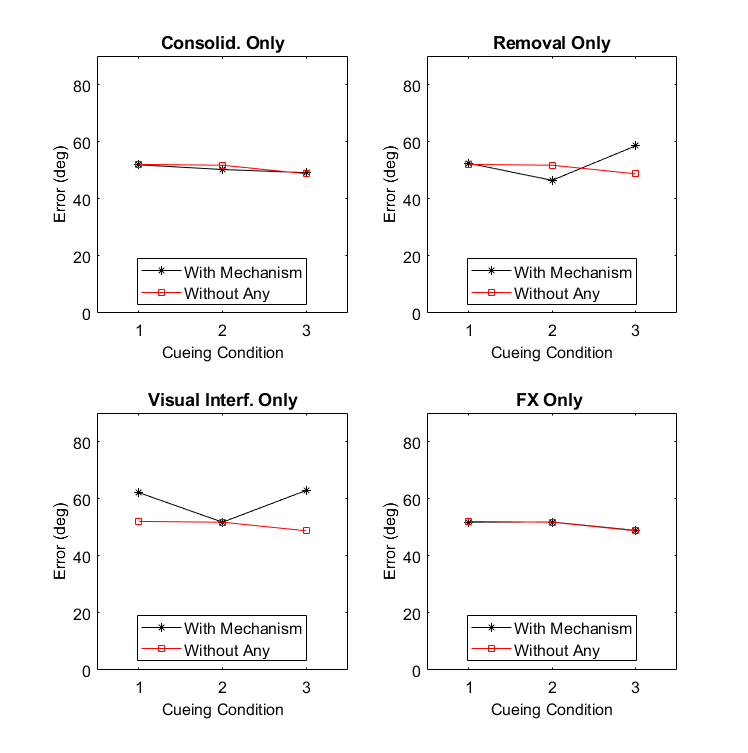 Consolid. Only
80
60
40
20
0
Error (deg)
With Mechanism
Without Any
1 2 3
Cueing Condition
Removal Only
80
60
40
20
0
Error (deg)
With Mechanism
Without Any
1 2 3
Cueing Condition
Visual Interf. Only
80
60
40
20
0
Error (deg)
With Mechanism
Without Any
1 2 3
Cueing Condition
FX Only
80
60
40
20
0
Error (deg)
With Mechanism
Without Any
1 2 3
Cueing Condition